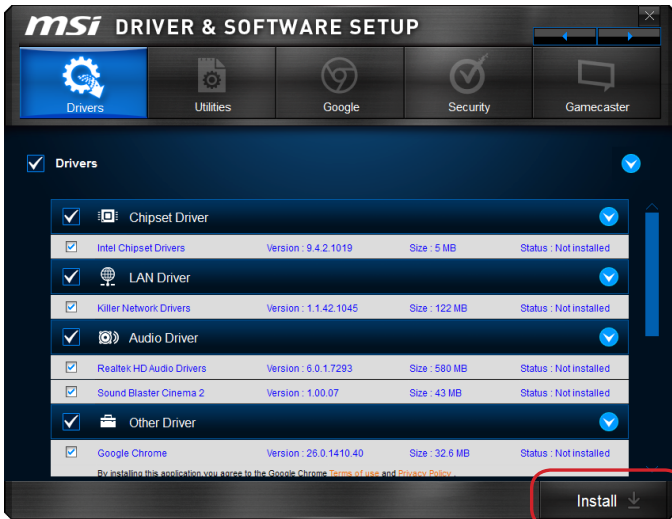 msi DRIVER & SOFTWARE SETUP
Drivers Utilities Google Security Gamecaster
Drivers
Chipset Driver
Intel Chipset Drivers Version : 9.4.2.1019 Size : 5 MB Status : Not installed
LAN Driver
Killer Network Drivers Version : 1.1.42.1045 Size : 122 MB Status : Not installed
Audio Driver
Realtek HD Audio Drivers Version : 6.0.1.7293 Size : 580 MB Status : Not installed
Sound Blaster Cinema 2 Version : 1.00.07 Size : 43 MB Status : Not installed
Other Driver
Google Chrome Version : 26.0.1410.40 Size : 32.6 MB Status : Not installed
By installing this application,you agree to the Google Chrome Terms of use and Privacy Policy .
Install